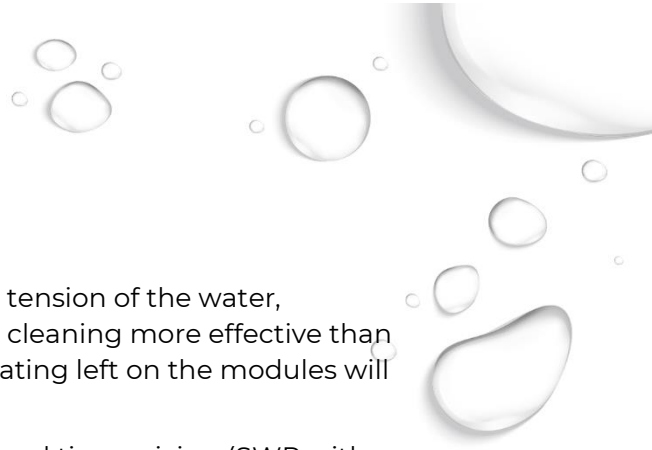 tension of the water,
cleaning more effective than
ating left on the modules will